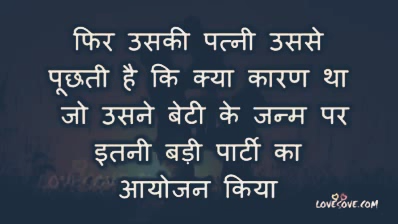 फिर उसकी पत्नी उससे
पूछती है कि क्या कारण था
जो उसने बेटी के जन्म पर
इतनी बड़ी पार्टी का
आयोजन किया
LOVESOVE.COM